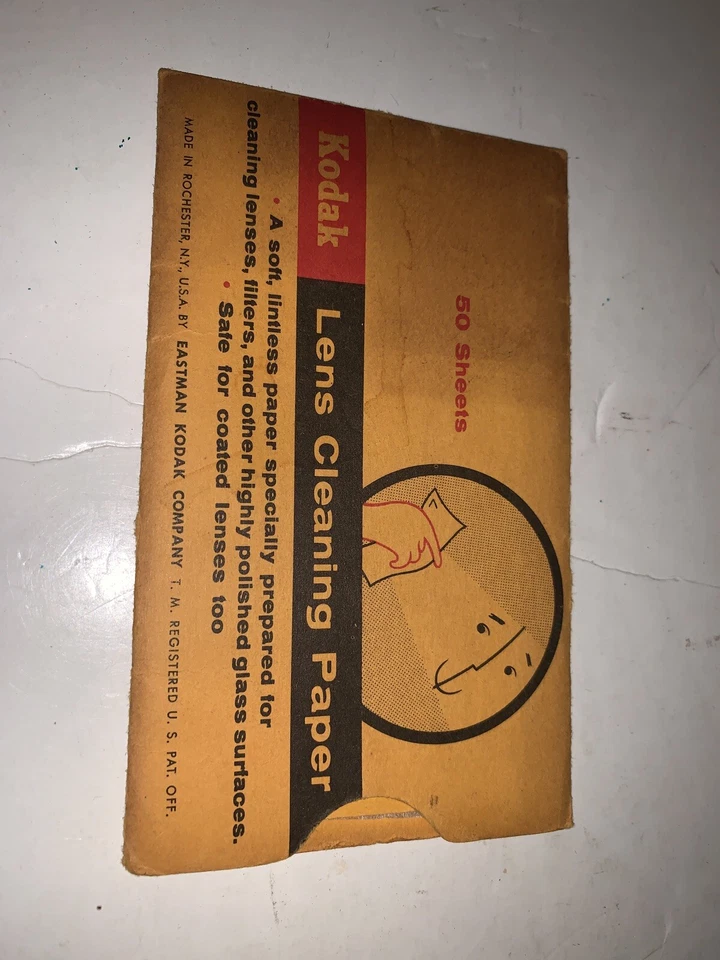 50 Sheets
Kodak Lens Cleaning Paper
• A soft, lintless paper specially prepared for
cleaning lenses, filters, and other highly polished glass surfaces.
• Safe for coated lenses too
MADE IN ROCHESTER, N.Y., U.S.A. BY EASTMAN KODAK COMPANY T. M. REGISTERED U. S. PAT. OFF.